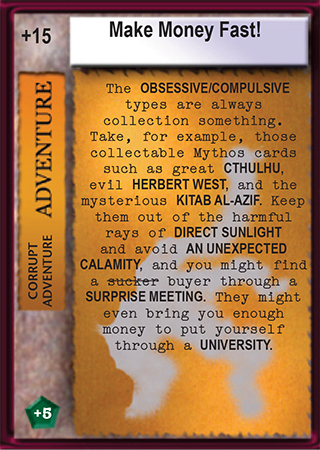 +15
Make Money Fast!
CORRUPT
ADVENTURE
ADVENTURE
The OBSESSIVE/COMPULSIVE
types are always
collection something.
Take, for example, those
collectable Mythos cards
such as great CTHULHU,
evil HERBERT WEST, and the
mysterious KITAB AL-AZIF. Keep
them out of the harmful
rays of DIRECT SUNLIGHT
and avoid AN UNEXPECTED
CALAMITY, and you might find
a sucker buyer through a
SURPRISE MEETING. They might
even bring you enough
money to put yourself
through a UNIVERSITY.
+5